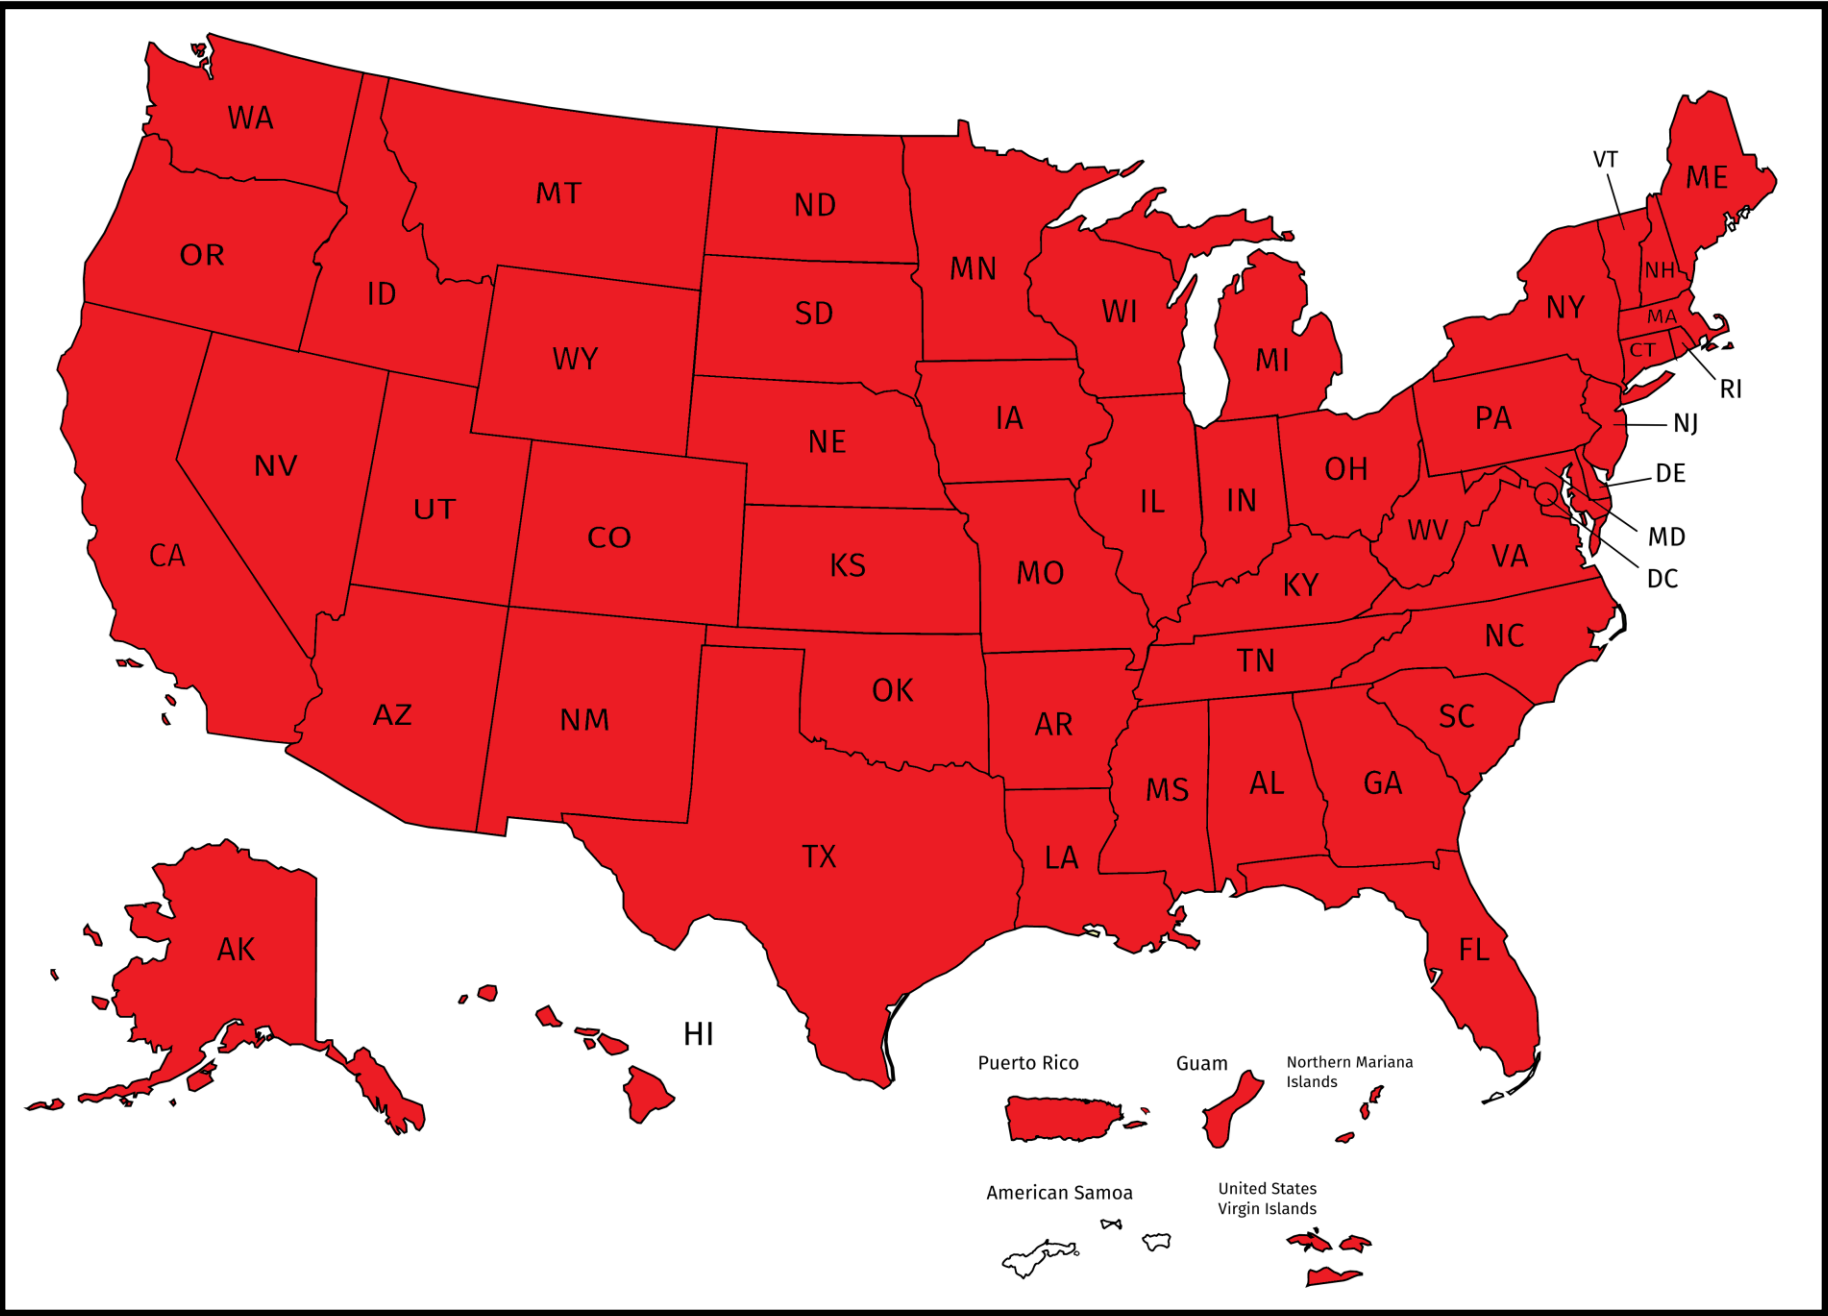 WA
VT
ME
MT
ND
OR
MN
NH
ID
NY
SD
WI
MA
CT
WY
MI
RI
IA
PA
NJ
NE
NV
OH
DE
UT
IL
IN
CO
WV
MD
CA
KS
MO
KY
VA
DC
NC
TN
OK
AZ
NM
AR
SC
MS
AL
GA
TX
LA
AK
FL
HI
Puerto Rico
Guam
Northern Mariana
Islands
American Samoa
United States
Virgin Islands